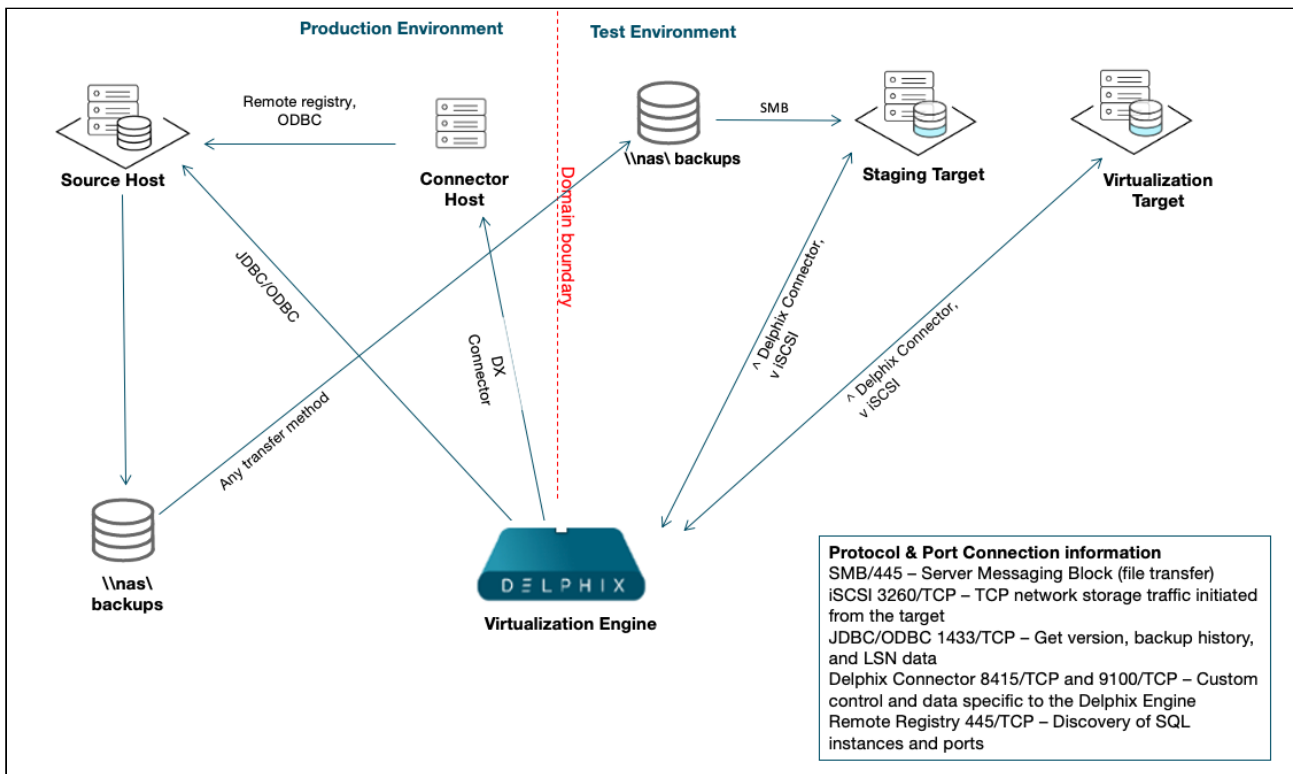 Production Environment
Test Environment
Remote registry,
ODBC
SMB
Source Host
Connector
Host
\\nas\ backups
Staging Target
Virtualization
Target
Domain boundary
JDBC/ODBC
DX
Connector
Any transfer method
^ Delphix Connector,
v iSCSI
^ Delphix Connector,
v iSCSI
\\nas\
backups
DELPHIX
Virtualization Engine
Protocol & Port Connection information
SMB/445 – Server Messaging Block (file transfer)
iSCSI 3260/TCP – TCP network storage traffic initiated
from the target
JDBC/ODBC 1433/TCP – Get version, backup history,
and LSN data
Delphix Connector 8415/TCP and 9100/TCP – Custom
control and data specific to the Delphix Engine
Remote Registry 445/TCP – Discovery of SQL
instances and ports